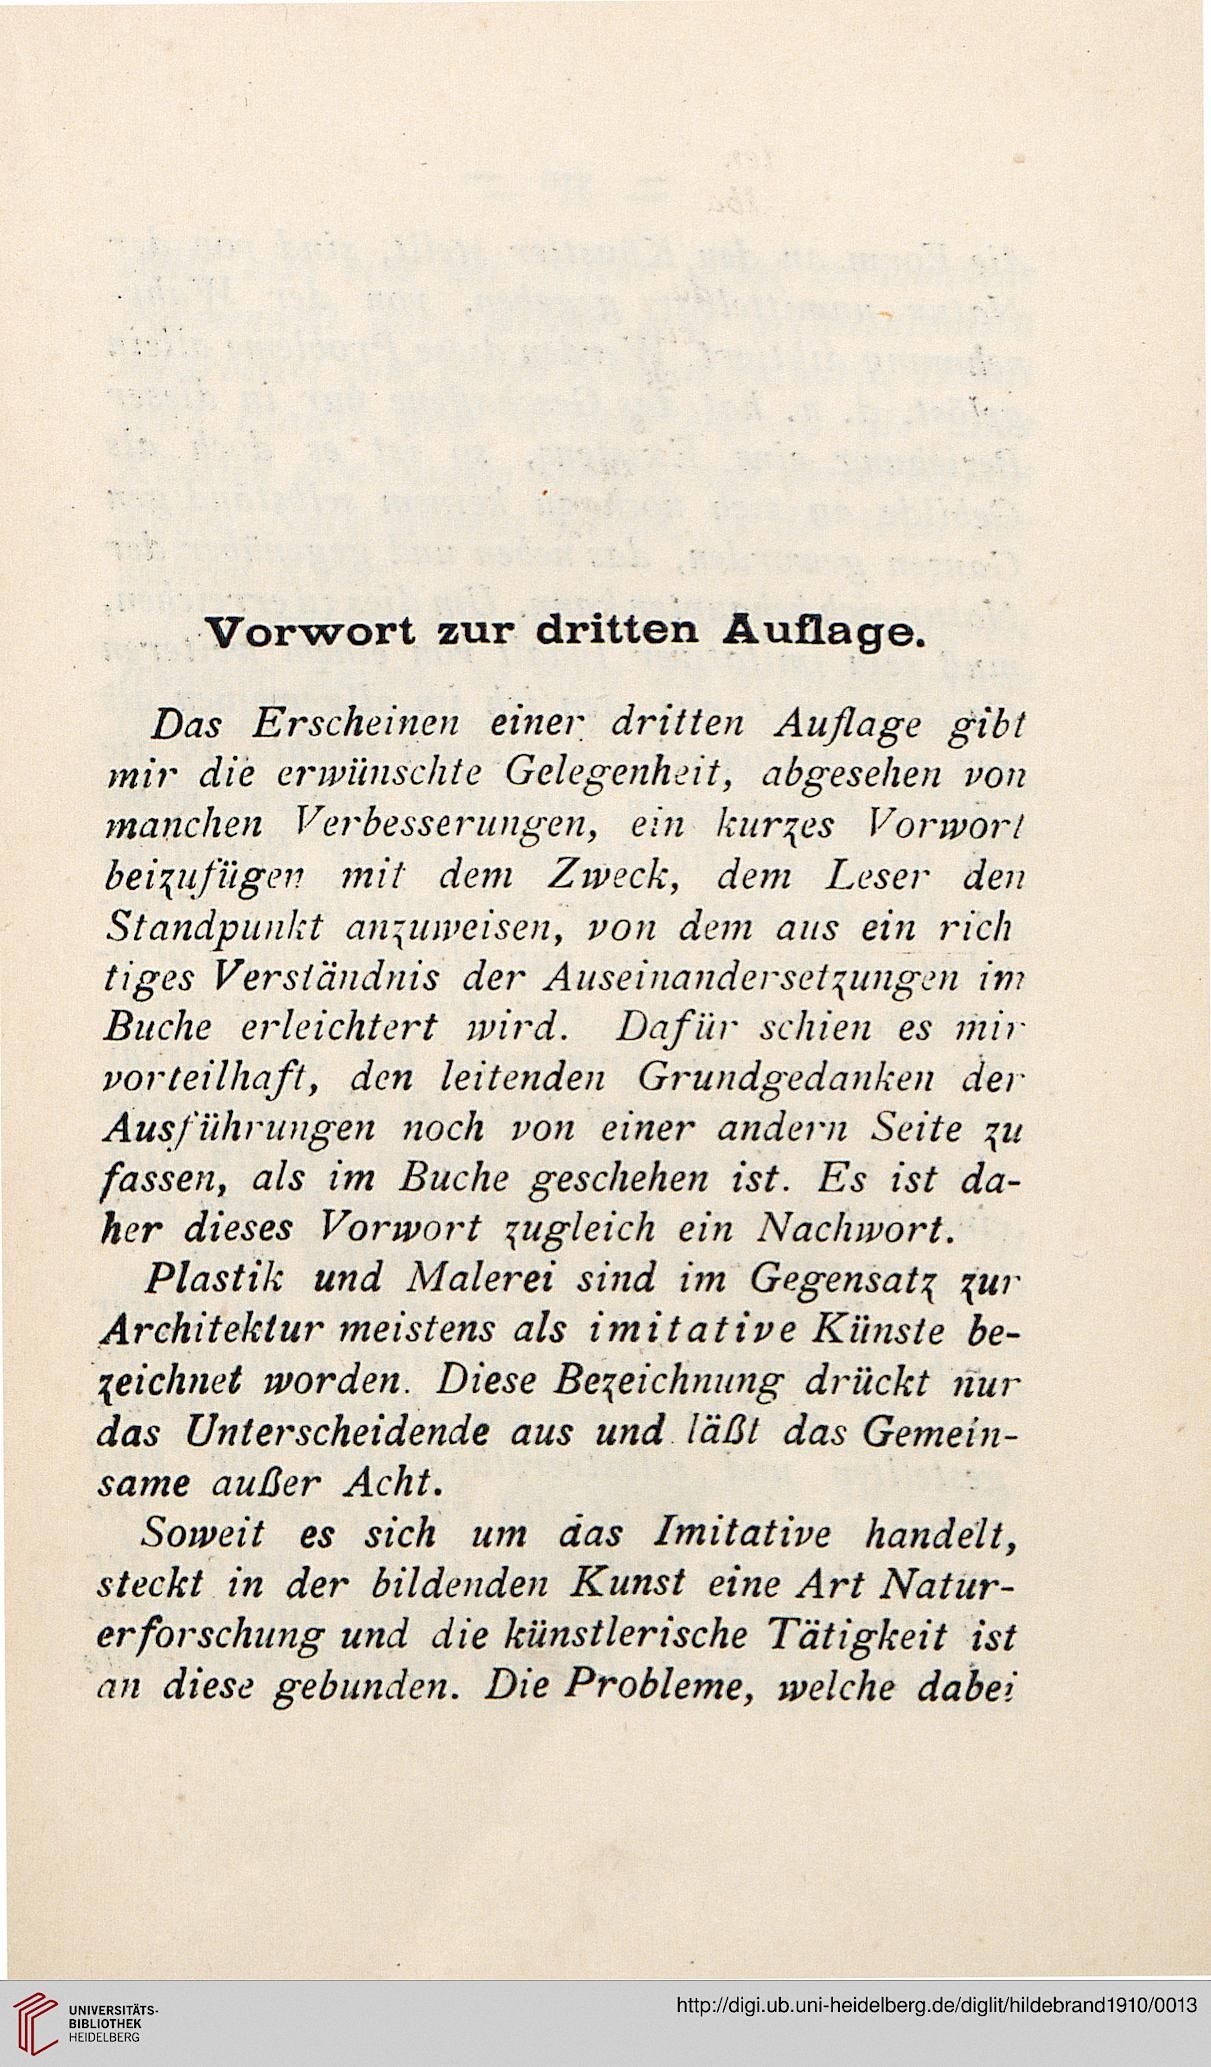 Vorwort zur dritten Auflage.
Das Erscheinen einer dritten Auflage gibt
mir die erwünschte Gelegenheit, abgesehen von
manchen Verbesserungen, ein kurzes Vorwort
beizufügen mit dem Zweck, dem Leser den
Standpunkt anzuweisen, von dem aus ein rich
tiges Verständnis der Auseinandersetzungen im
Buche erleichtert wird. Dafür schien es mir
vorteilhaft, den leitenden Grundgedanken der
Ausführungen noch von einer andern Seite zu
fassen, als im Buche geschehen ist. Es ist da-
her dieses Vorwort zugleich ein Nachwort.
Plastik und Malerei sind im Gegensatz zur
Architektur meistens als imitative Künste be-
zeichnet worden. Diese Bezeichnung drückt nur
das Unterscheidende aus und läßt das Gemein-
same außer Acht.
Soweit es sich um das Imitative handelt,
steckt in der bildenden Kunst eine Art Natur-
erforschung und die künstlerische Tätigkeit ist
an diese gebunden. Die Probleme, welche dabei
UNIVERSITÄTS-
BIBLIOTHEK
HEIDELBERG
http://digi.ub.uni-heidelberg.de/diglit/hildebrand1910/0013